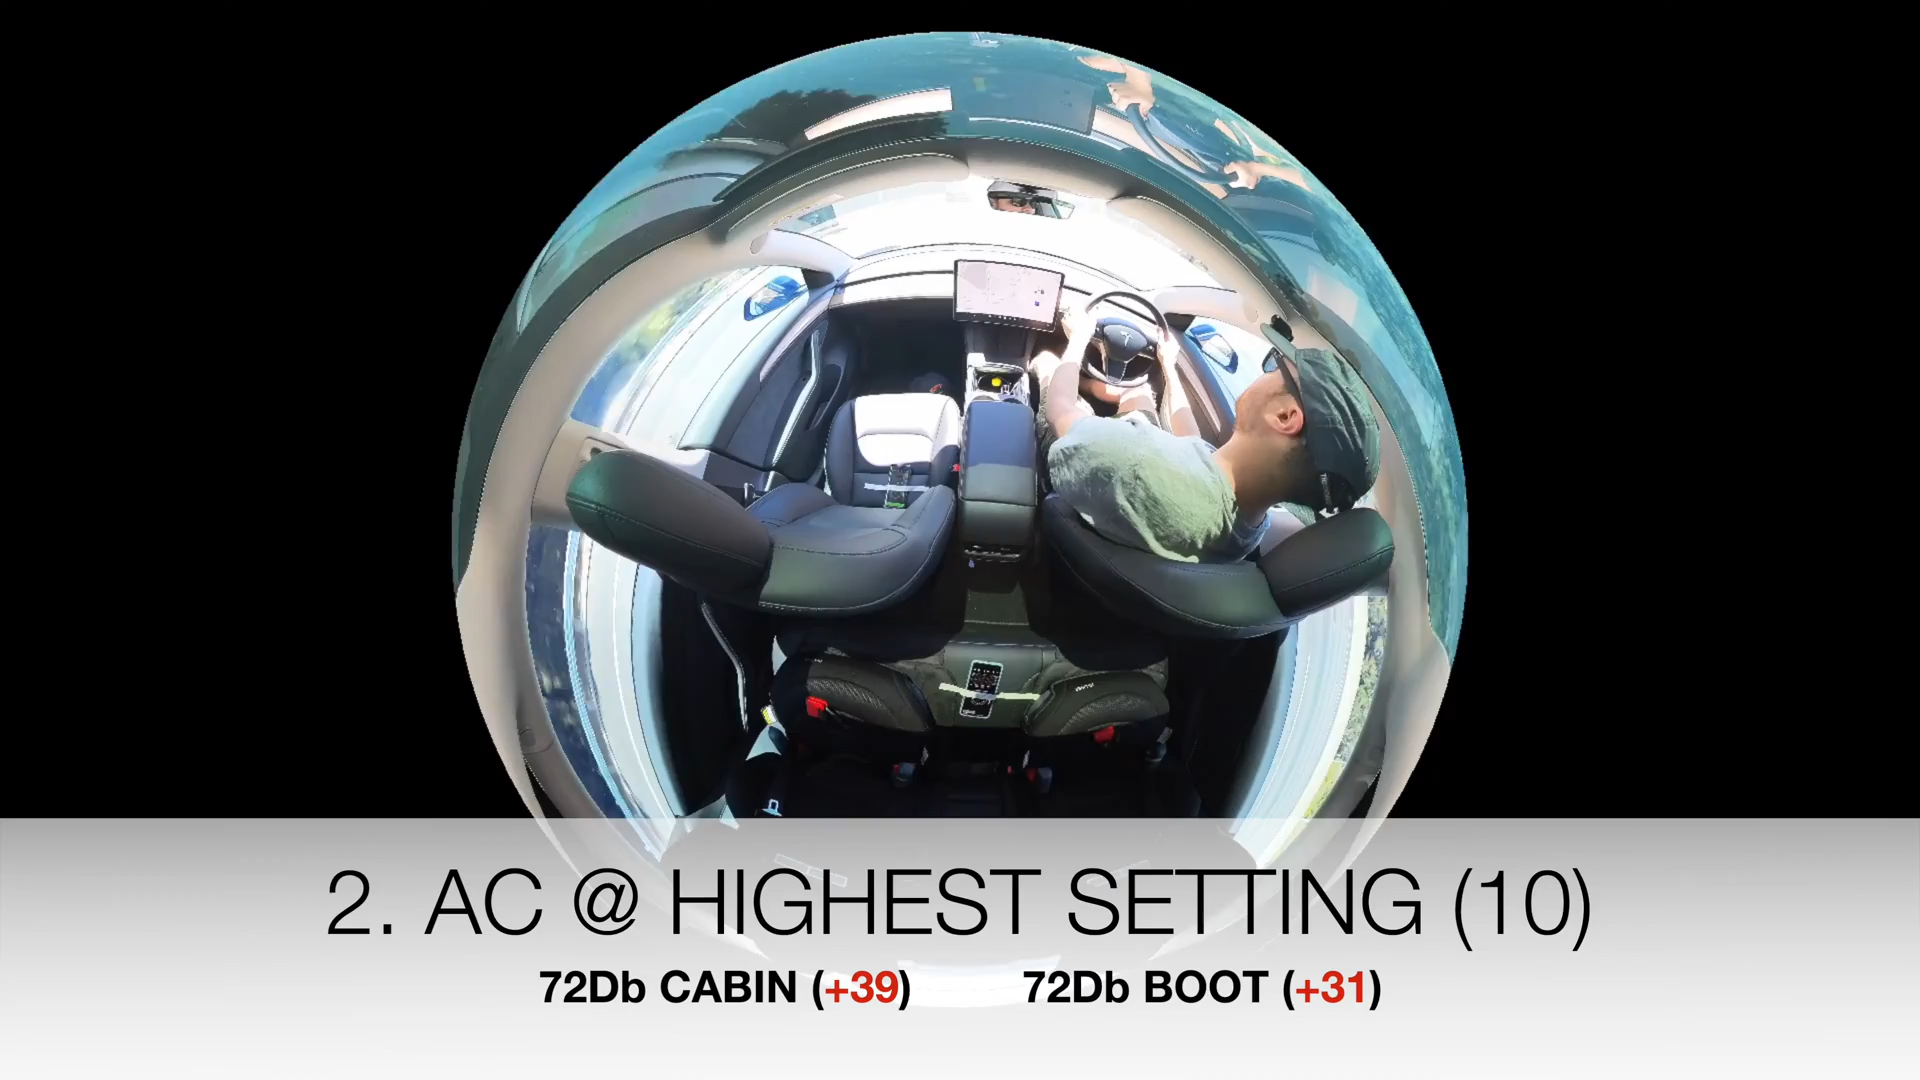 2. AC @ HIGHEST SETTING (10)
72Db CABIN (+39) 72Db BOOT (+31)